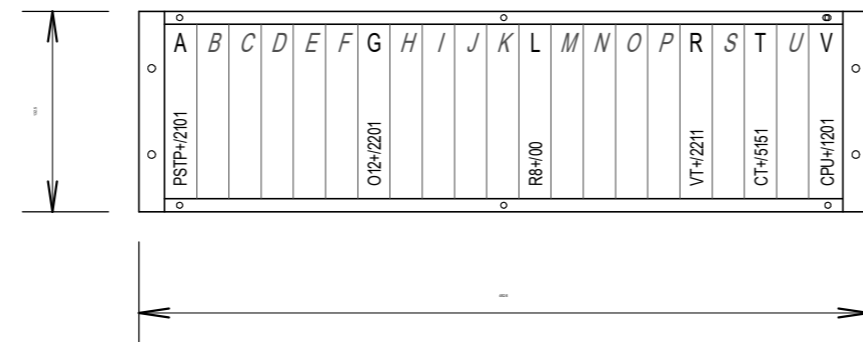 A B C D E F G H I J K L M N O P R S T U V
PSTP+/2101
O12+/2201
R8+/00
VT+/2211
CT+/5151
CPU+/1201